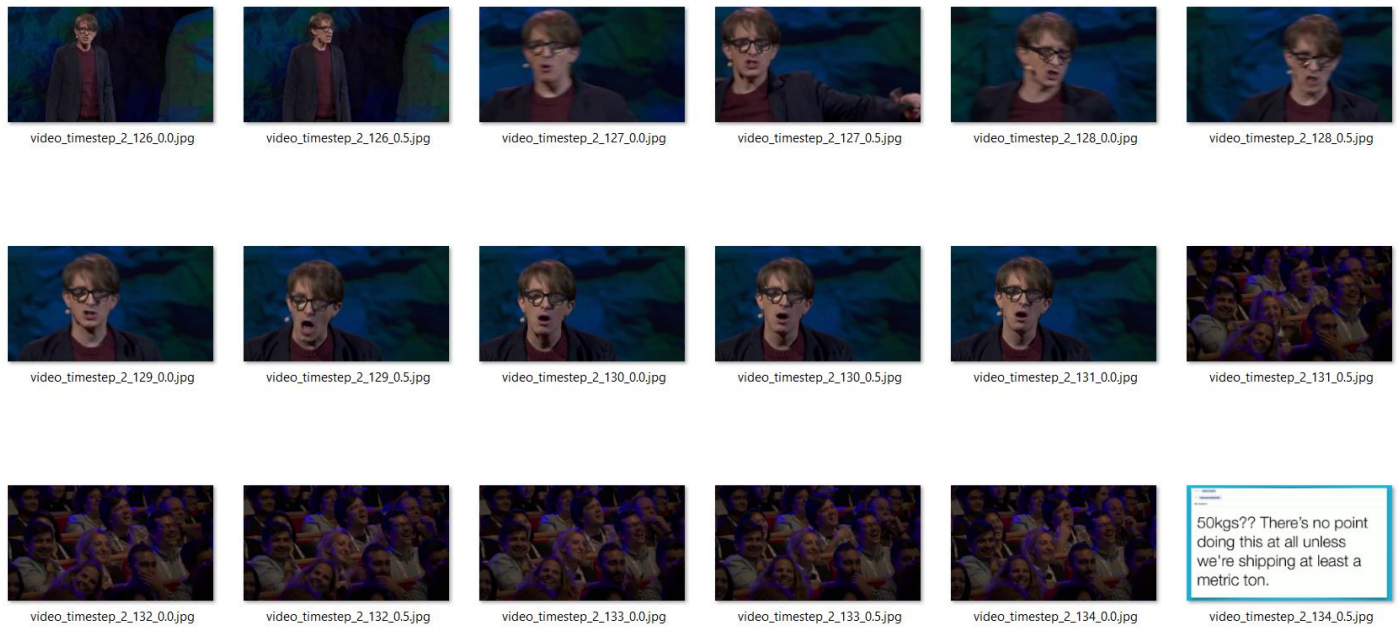 video_timestep_2_126_0.0.jpg
video_timestep_2_126_0.5.jpg
video_timestep_2_127_0.0.jpg
video_timestep_2_127_0.5.jpg
video_timestep_2_128_0.0.jpg
video_timestep_2_128_0.5.jpg
video_timestep_2_129_0.0.jpg
video_timestep_2_129_0.5.jpg
video_timestep_2_130_0.0.jpg
video_timestep_2_130_0.5.jpg
video_timestep_2_131_0.0.jpg
video_timestep_2_131_0.5.jpg
50kgs?? There's no point
doing this at all unless
we're shipping at least a
metric ton.
video_timestep_2_132_0.0.jpg
video_timestep_2_132_0.5.jpg
video_timestep_2_133_0.0.jpg
video_timestep_2_133_0.5.jpg
video_timestep_2_134_0.0.jpg
video_timestep_2_134_0.5.jpg